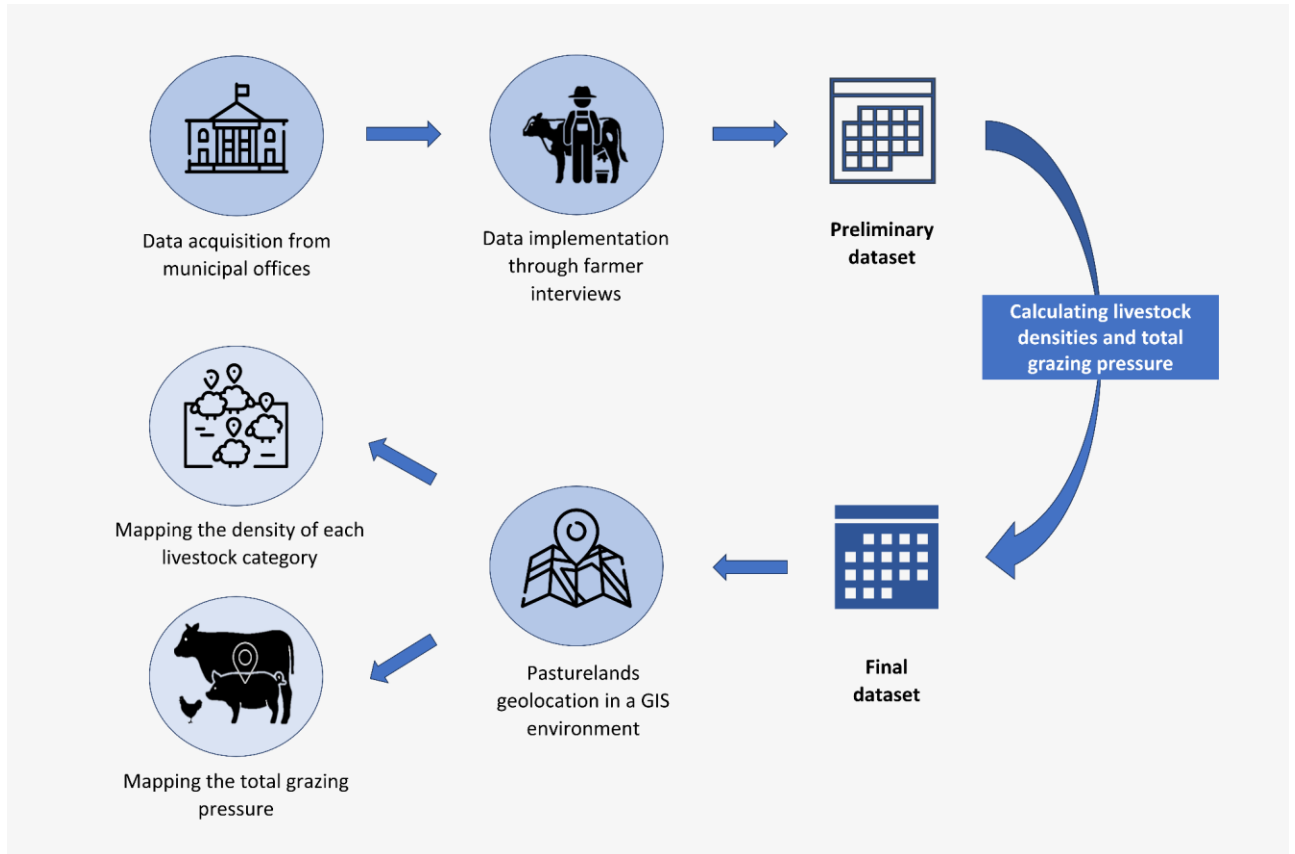 Data acquisition from
municipal offices
Data implementation
through farmer
interviews
Preliminary
dataset
Calculating livestock
densities and total
grazing pressure
Final
dataset
Pasturelands
geolocation in a GIS
environment
Mapping the density of each
livestock category
Mapping the total grazing
pressure